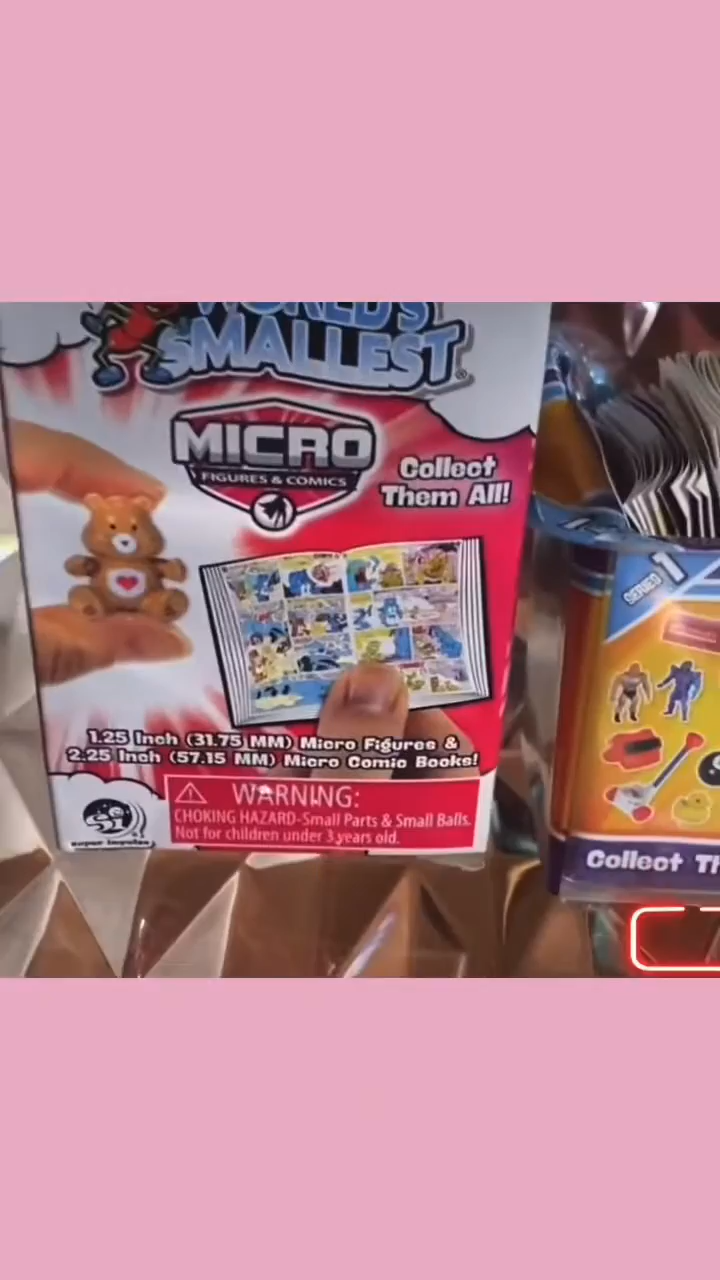 WORLD'S
SMALLEST®
MICRO
FIGURES & COMICS
Collect
Them All!
1.25 Inch (31.75 MM) Micro Figures &
2.25 Inch (57.15 MM) Micro Comic Books!
WARNING:
CHOKING HAZARD-Small Parts & Small Balls.
Not for children under 3 years old.
super impulse
SERIES 1
Collect Th